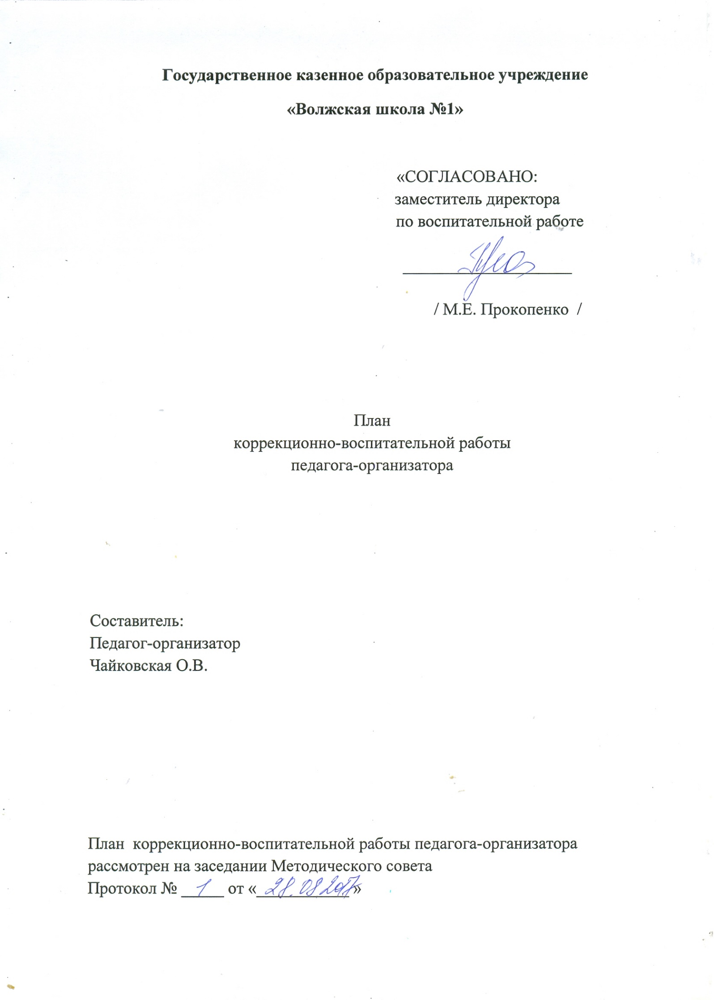 Государственное казенное образовательное учреждение
«Волжская школа №1»
«СОГЛАСОВАНО:
заместитель директора
по воспитательной работе
/ М.Е. Прокопенко /
План
коррекционно-воспитательной работы
педагога-организатора
Составитель:
Педагог-организатор
Чайковская О.В.
План коррекционно-воспитательной работы педагога-организатора
рассмотрен на заседании Методического совета
Протокол № 1 от «28.08.2017»